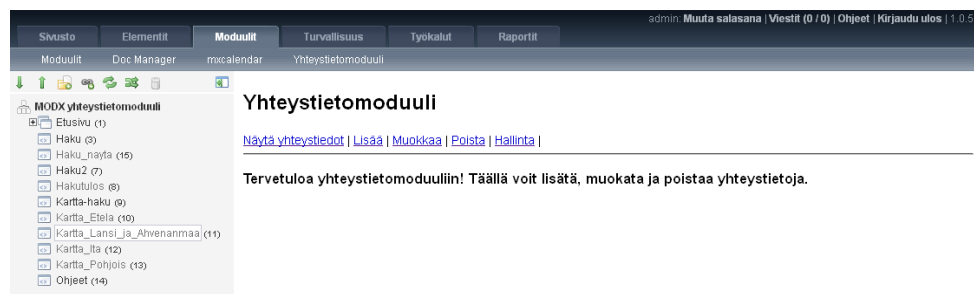 admin: Muuta salasana | Viestit (0 / 0) | Ohjeet | Kirjaudu ulos | 1.0.5
Sivusto Elementit Moduulit Turvallisuus Työkalut Raportit
Moduulit Doc Manager mxcalendar Yhteystietomoduuli
MODX yhteystietomoduuli
Etusivu (1)
Haku (3)
Haku_nayta (15)
Haku2 (7)
Hakutulos (8)
Kartta-haku (9)
Kartta_Etela (10)
Kartta_Lansi_ja_Ahvenanmaa (11)
Kartta_Ita (12)
Kartta_Pohjois (13)
Ohjeet (14)
Yhteystietomoduuli
Näytä yhteystiedot | Lisää | Muokkaa | Poista | Hallinta |
Tervetuloa yhteystietomoduuliin! Täällä voit lisätä, muokata ja poistaa yhteystietoja.